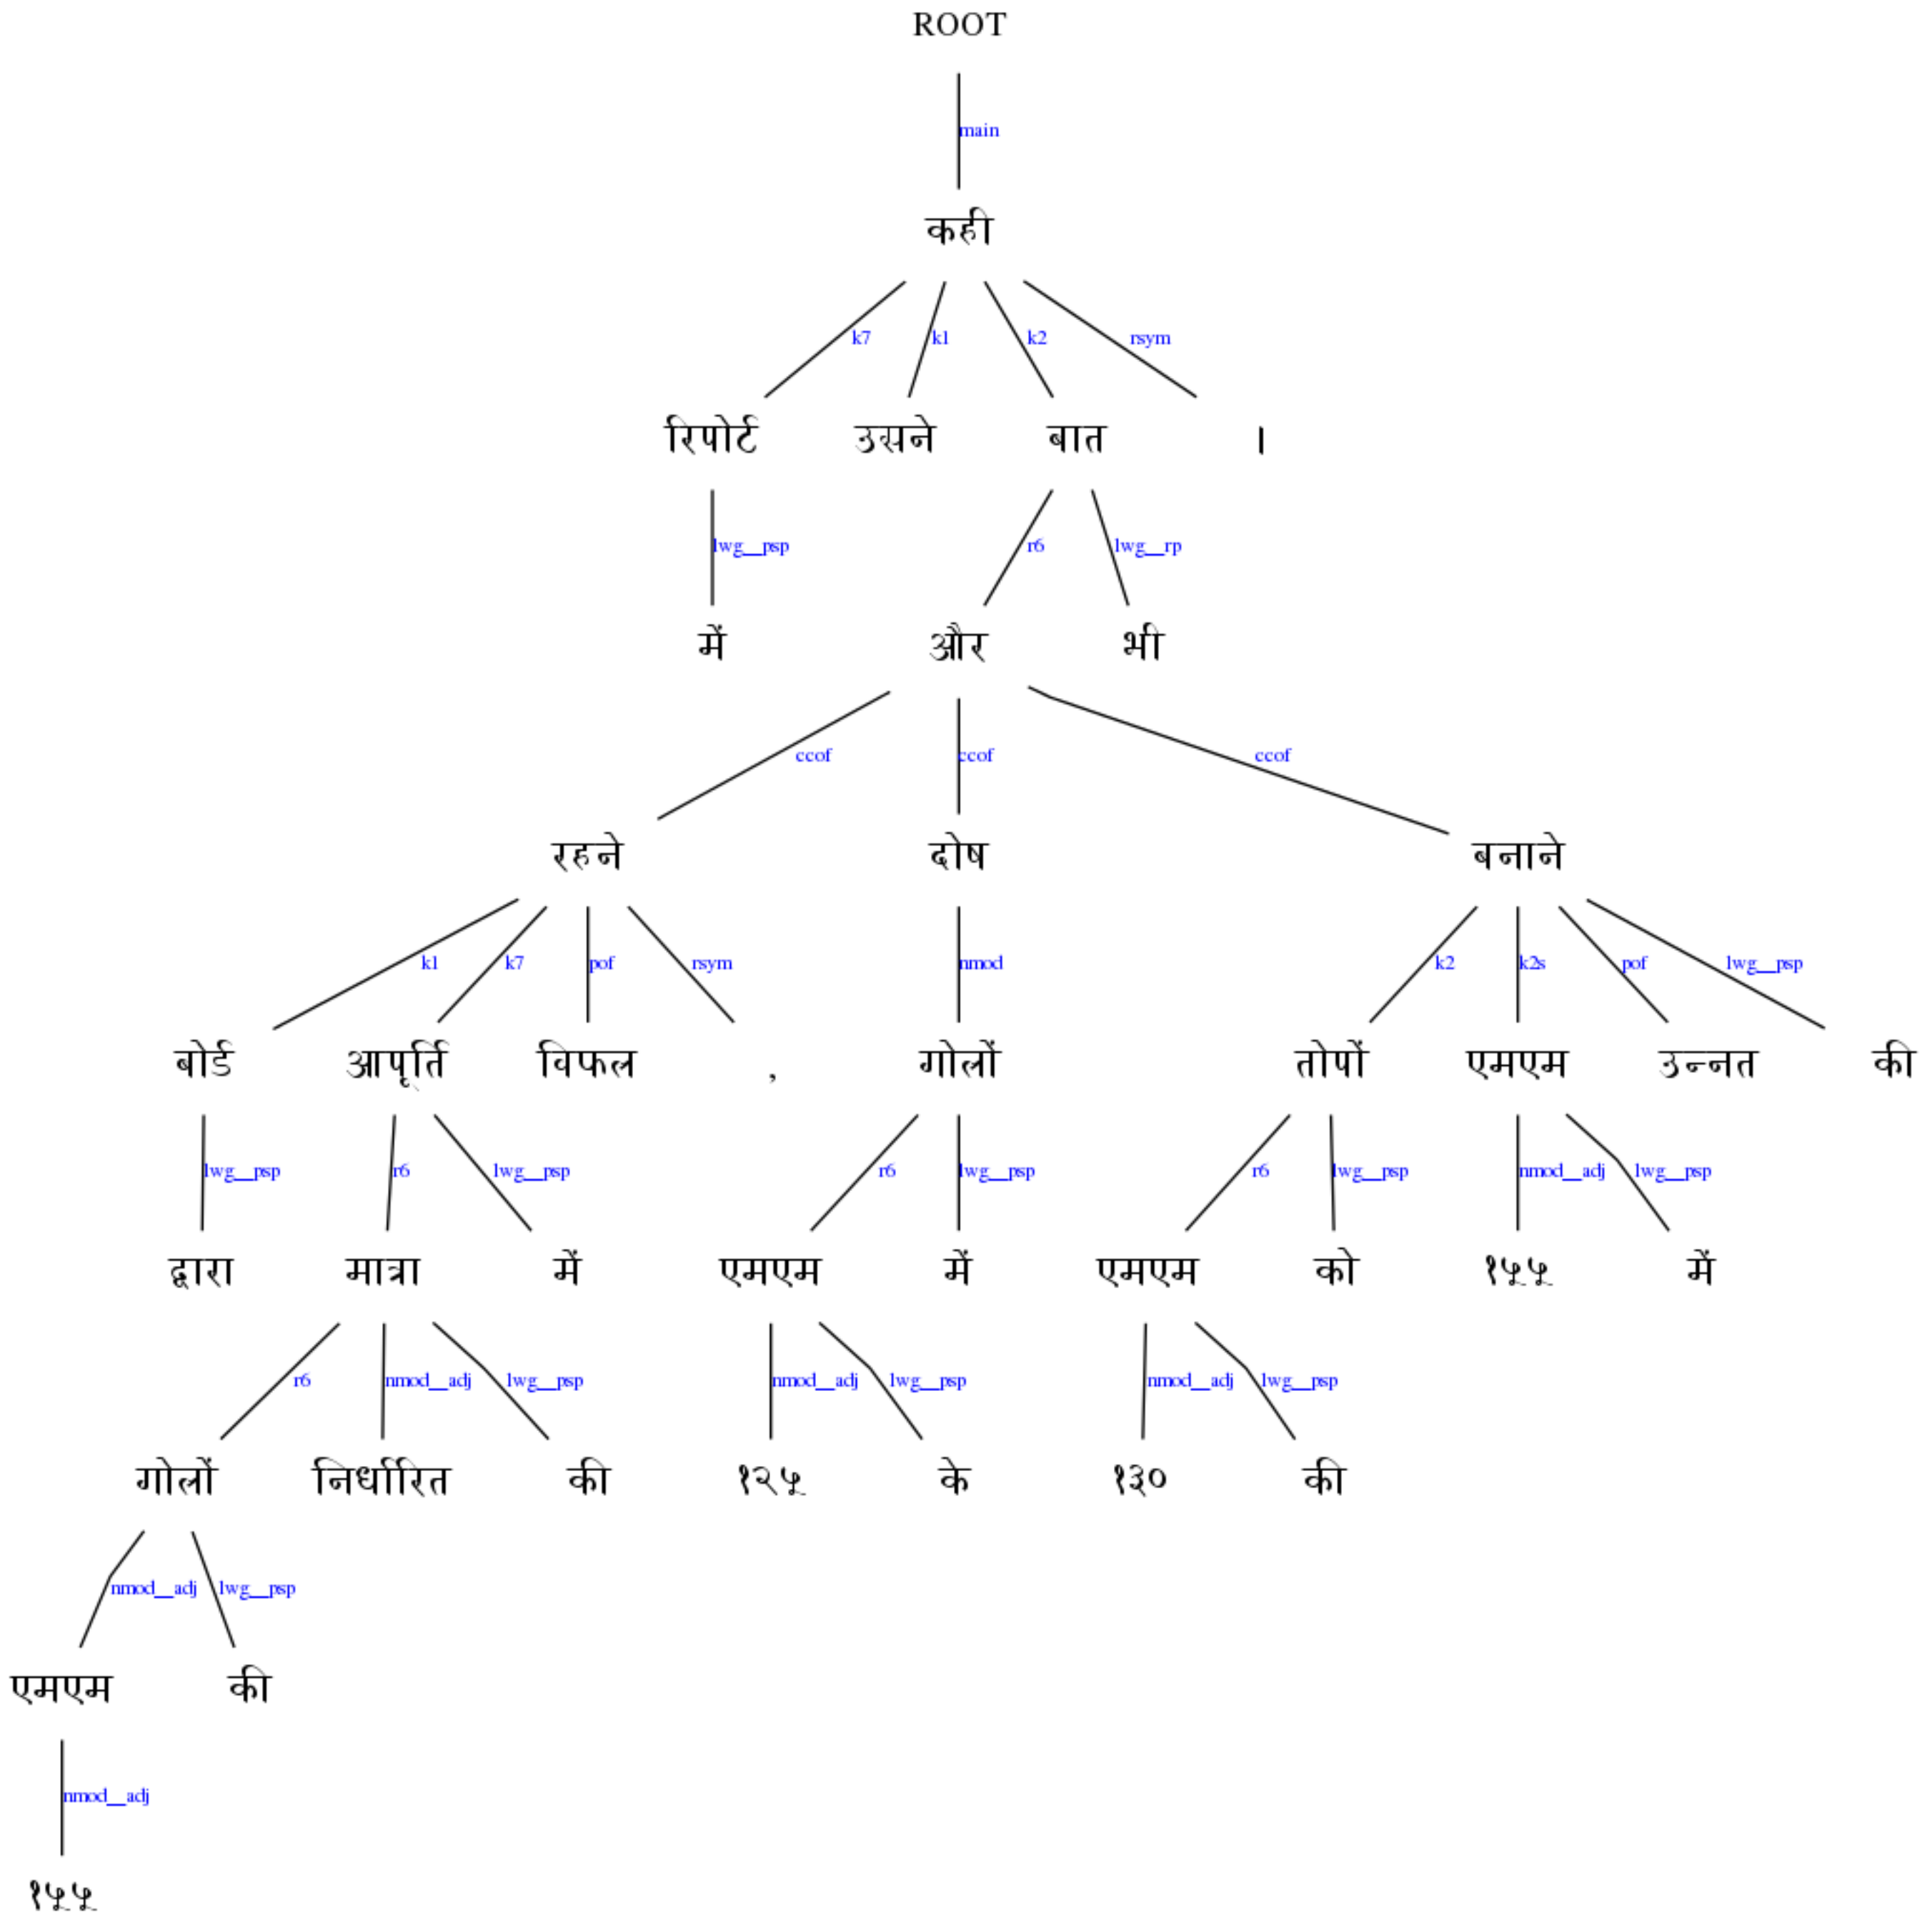 ROOT
main
कही
k7 k1 k2 rsym
रिपोर्ट उसने बात ।
lwg__psp r6 lwg__rp
में और भी
ccof ccof ccof
रहने दोष बनाने
k1 k7 pof rsym nmod k2 k2s pof lwg__psp
बोर्ड आपूर्ति विफल , गोलों तोपों एमएम उन्नत की
lwg__psp r6 lwg__psp r6 lwg__psp r6 lwg__psp nmod__adj lwg__psp
द्वारा मात्रा में एमएम में एमएम को १५५ में
r6 nmod__adj lwg__psp nmod__adj lwg__psp nmod__adj lwg__psp
गोलों निर्धारित की १२५ के १३० की
nmod__adj lwg__psp
एमएम की
nmod__adj
१५५